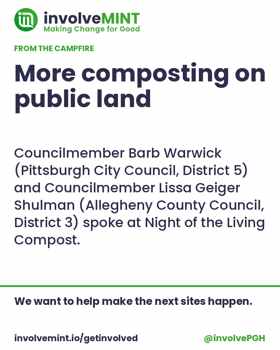 involveMINT
Making Change for Good
FROM THE CAMPFIRE
More composting on
public land
Councilmember Barb Warwick
(Pittsburgh City Council, District 5)
and Councilmember Lissa Geiger
Shulman (Allegheny County Council,
District 3) spoke at Night of the Living
Compost.
We want to help make the next sites happen.
involvemint.io/getinvolved
@involvePGH